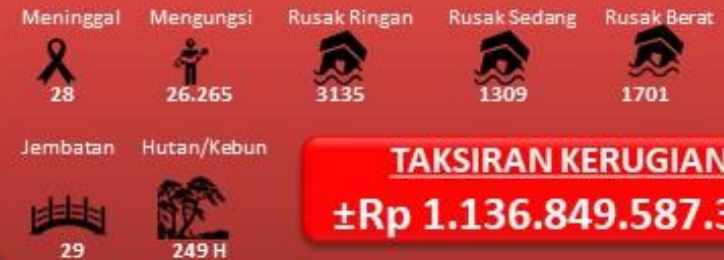 Meninggal Mengungsi Rusak Ringan Rusak Sedang Rusak Berat
28 26.265 3135 1309 1701
Jembatan Hutan/Kebun
TAKSIRAN KERUGIAN
±Rp 1.136.849.587.3
29 249 H